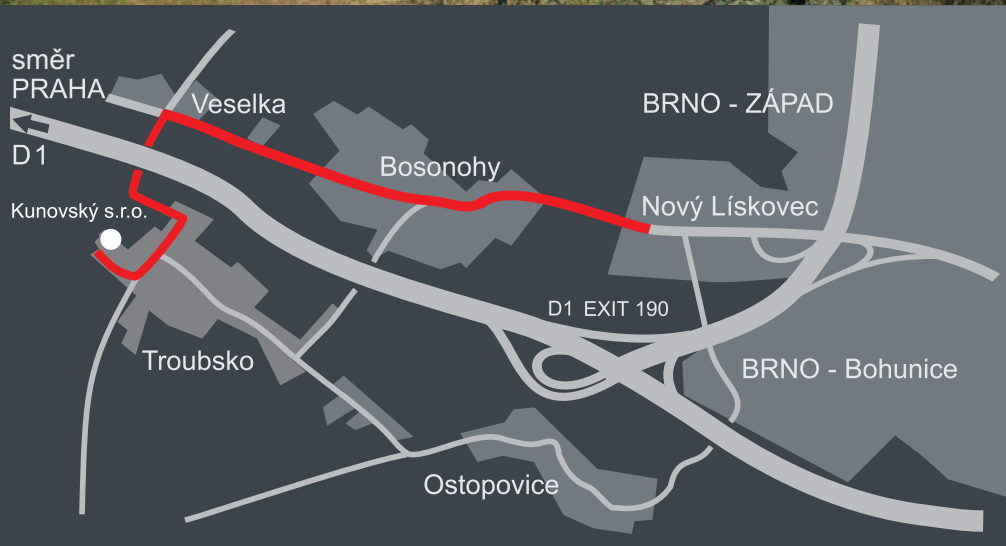 směr
PRAHA
D1
Kunovský s.r.o.
Veselka
Bosonohy
BRNO - ZÁPAD
Nový Lískovec
D1 EXIT 190
BRNO - Bohunice
Troubsko
Ostopovice